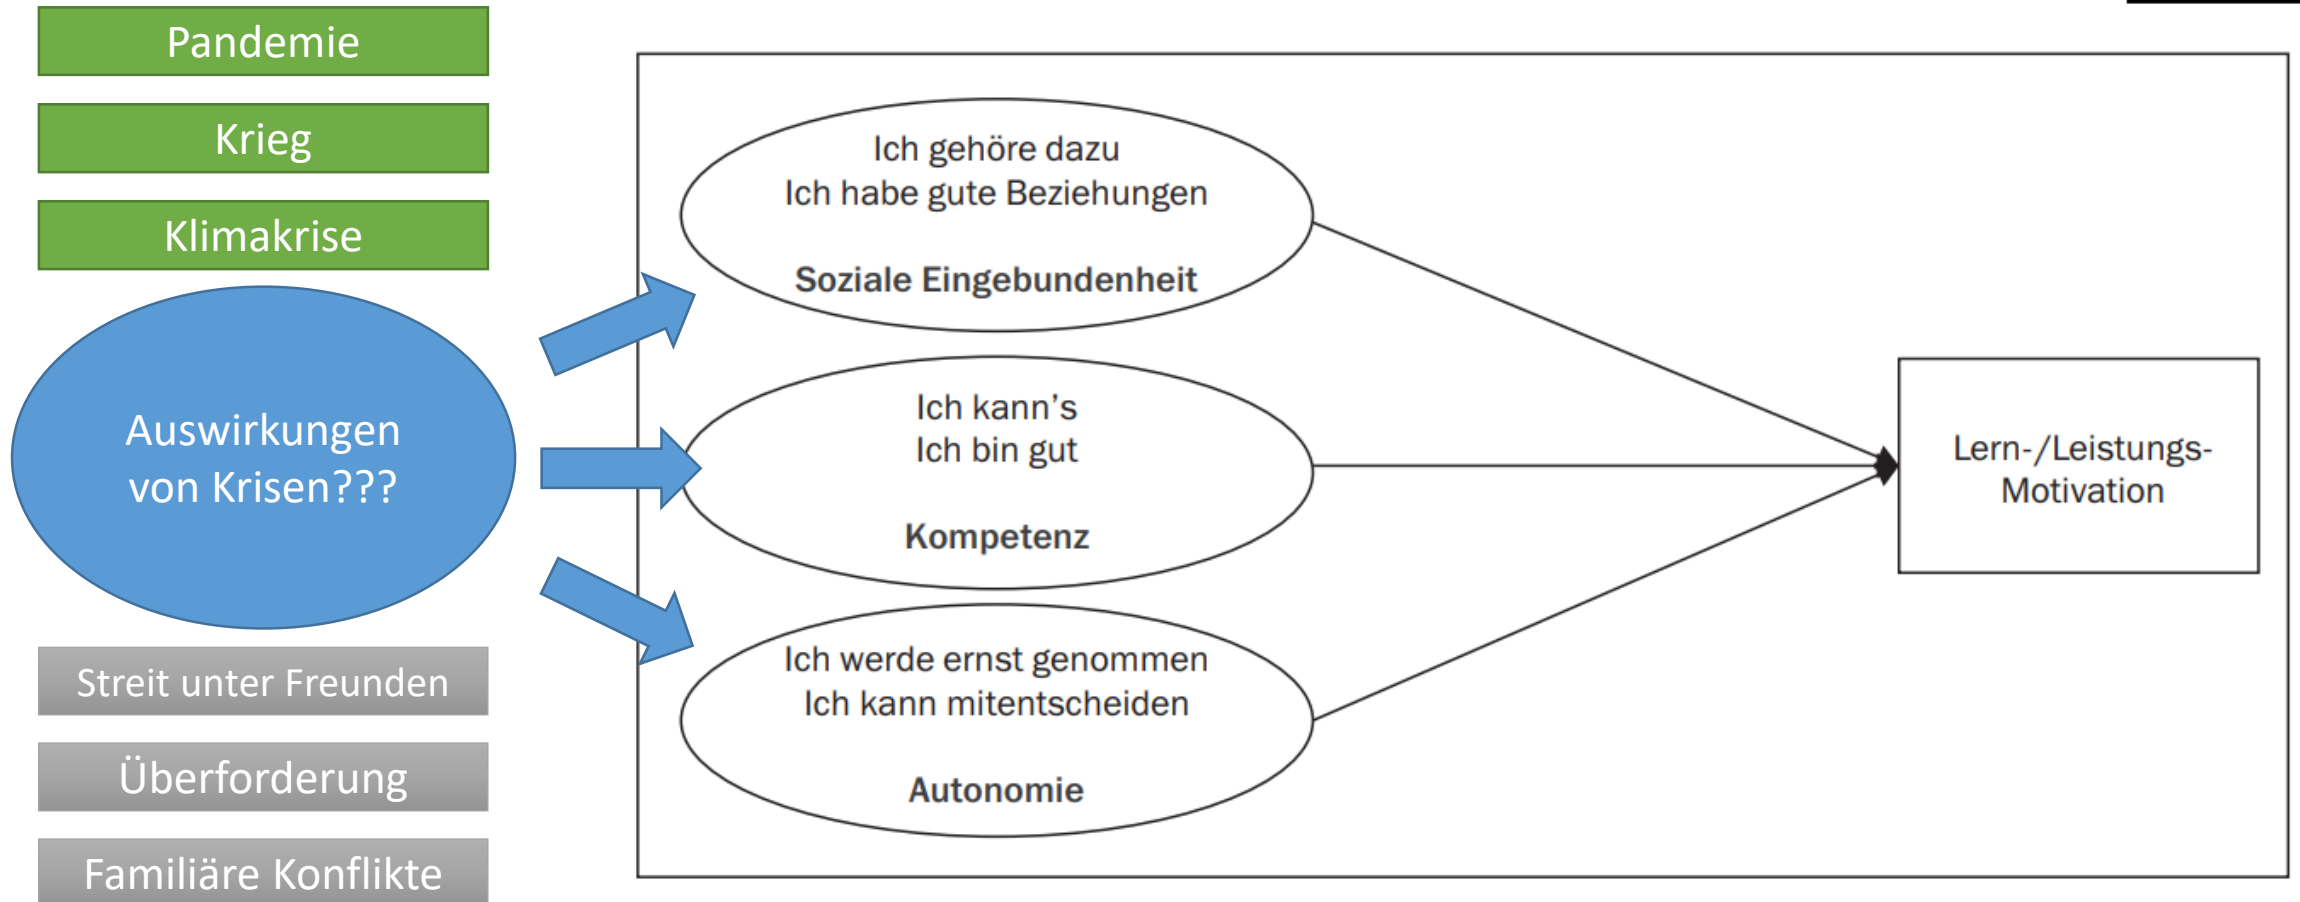 Pandemie
Krieg
Klimakrise
Auswirkungen
von Krisen???
Streit unter Freunden
Überforderung
Familiäre Konflikte
Ich gehöre dazu
Ich habe gute Beziehungen
Soziale Eingebundenheit
Ich kann's
Ich bin gut
Kompetenz
Ich werde ernst genommen
Ich kann mitentscheiden
Autonomie
Lern-/Leistungs-
Motivation